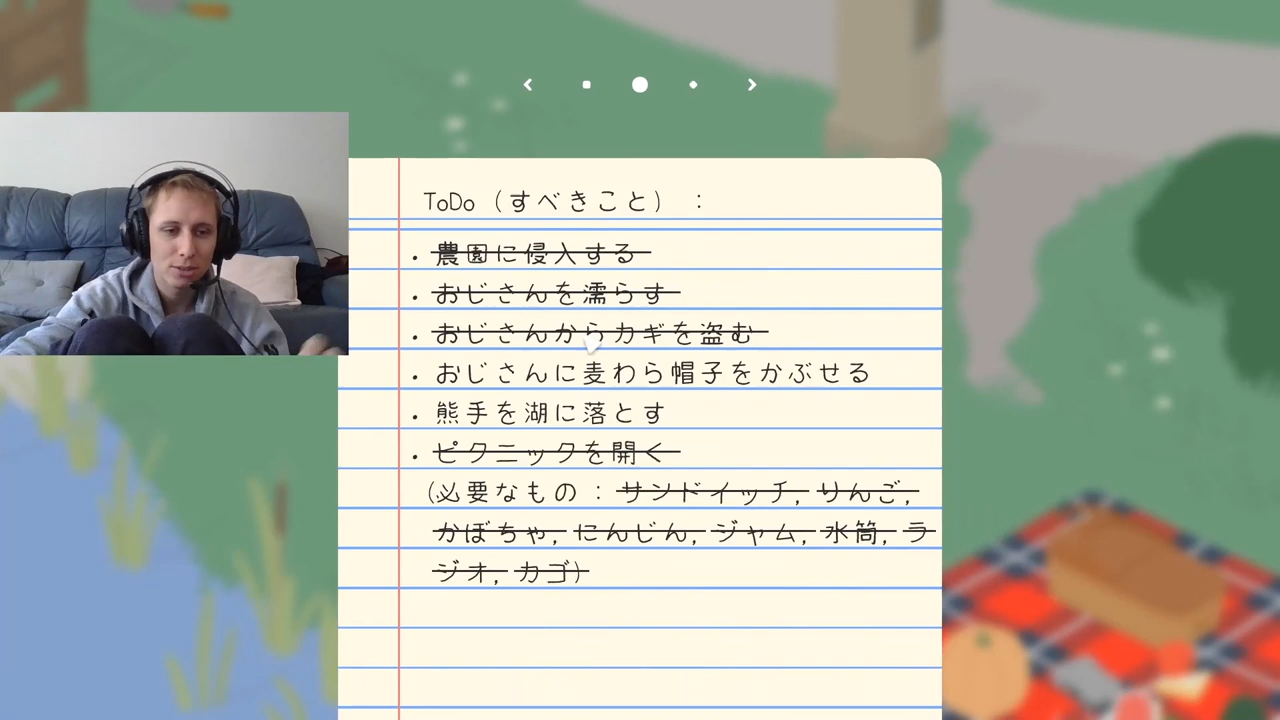 ToDo（すべきこと）：
・農園に侵入する
・おじさんを濡らす
・おじさんからカギを盗む
・おじさんに麦わら帽子をかぶせる
・熊手を湖に落とす
・ピクニックを開く
（必要なもの：サンドイッチ, りんご,
かぼちゃ, にんじん, ジャム, 水筒, ラ
ジオ, カゴ）